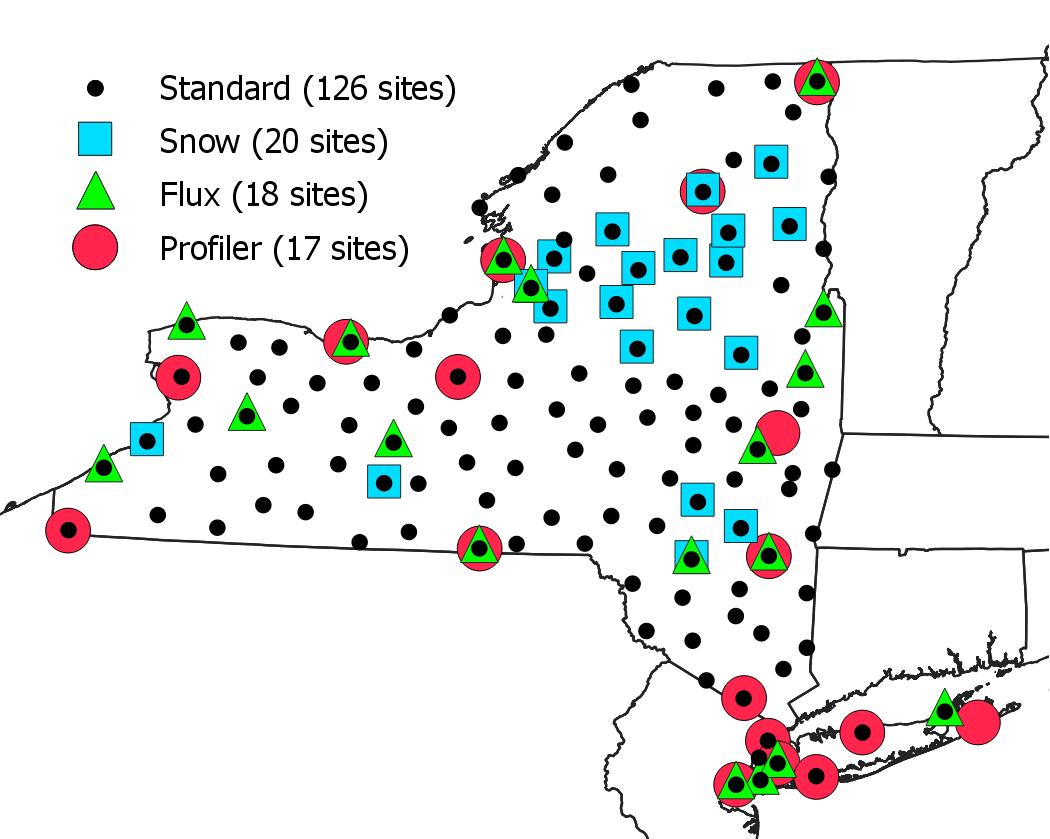 Standard (126 sites)
Snow (20 sites)
Flux (18 sites)
Profiler (17 sites)